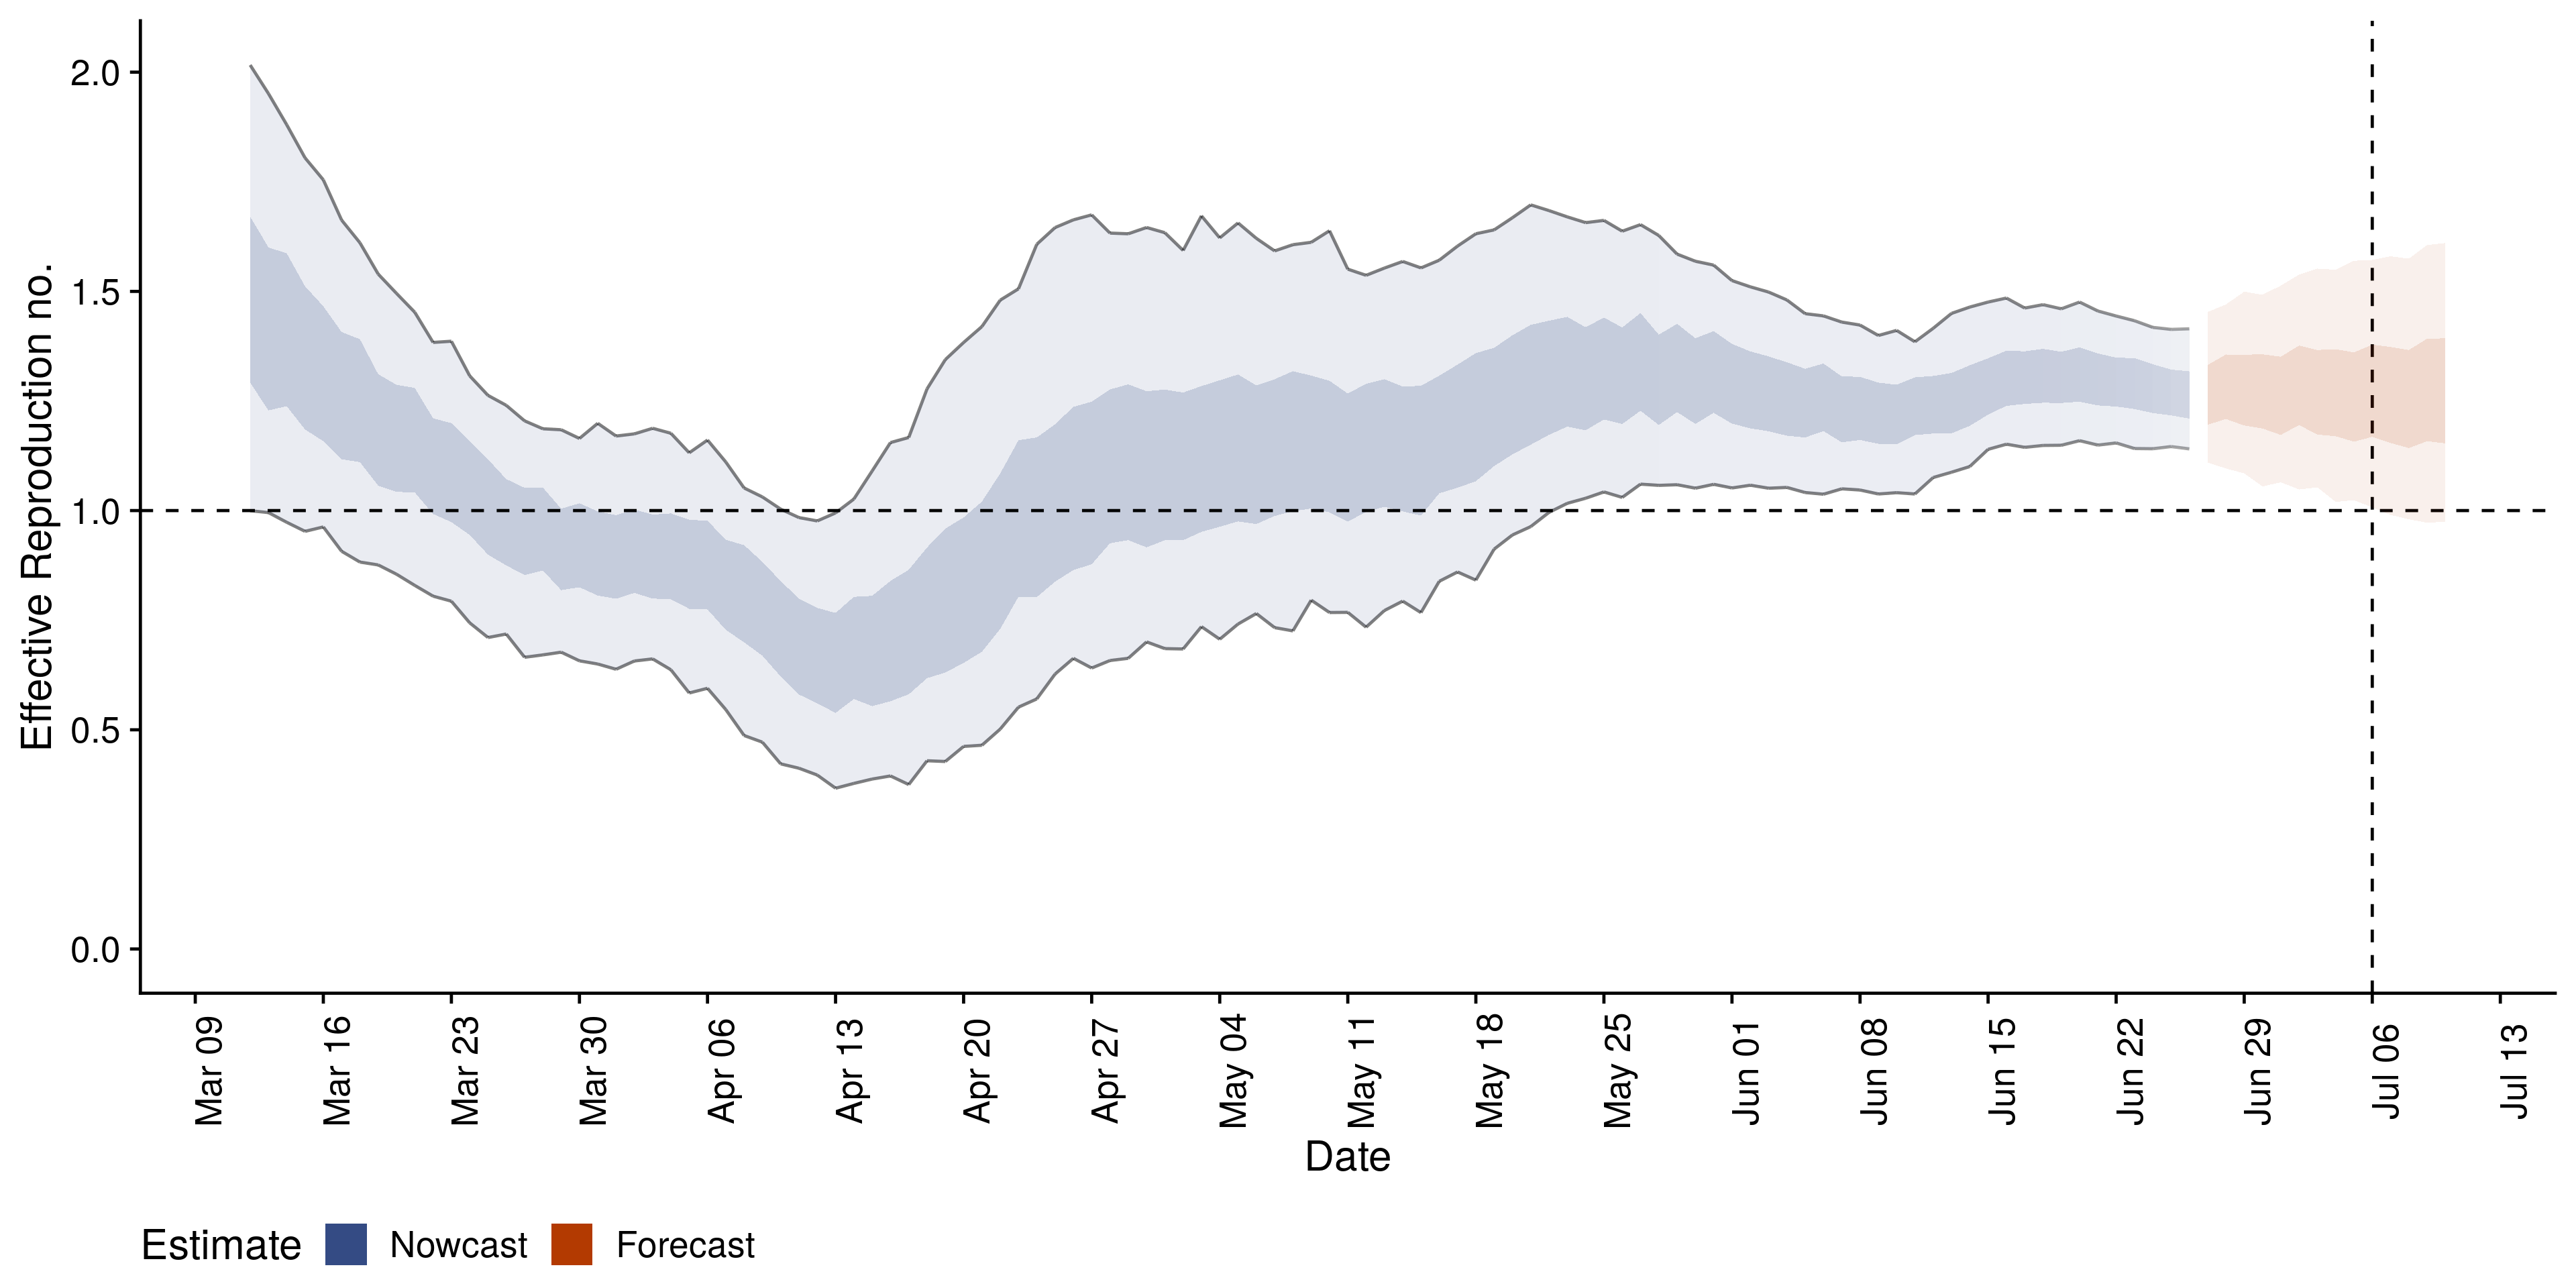 Effective Reproduction no.
2.0
1.5
1.0
0.5
0.0
Mar 09
Mar 16
Mar 23
Mar 30
Apr 06
Apr 13
Apr 20
Apr 27
May 04
May 11
May 18
May 25
Jun 01
Jun 08
Jun 15
Jun 22
Jun 29
Jul 06
Jul 13
Date
Estimate Nowcast Forecast